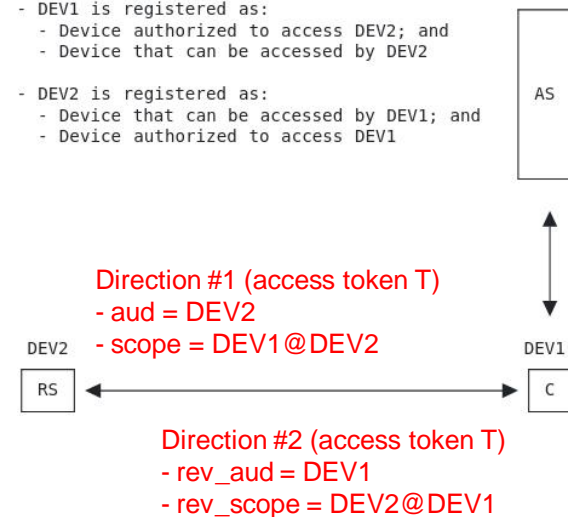 - DEV1 is registered as:
- Device authorized to access DEV2; and
- Device that can be accessed by DEV2
- DEV2 is registered as:
- Device that can be accessed by DEV1; and
- Device authorized to access DEV1
AS
Direction #1 (access token T)
- aud = DEV2
- scope = DEV1@DEV2
DEV2
DEV1
RS
C
Direction #2 (access token T)
- rev_aud = DEV1
- rev_scope = DEV2@DEV1